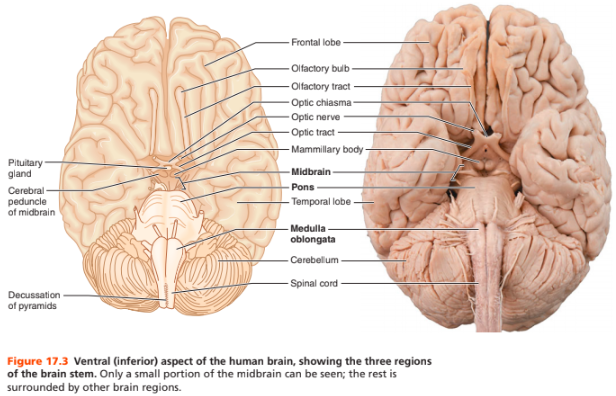 Frontal lobe
Olfactory bulb
Olfactory tract
Optic chiasma
Optic nerve
Optic tract
Mammillary body
Midbrain
Pons
Temporal lobe
Medulla
oblongata
Cerebellum
Spinal cord
Pituitary
gland
Cerebral
peduncle
of midbrain
Decussation
of pyramids
Figure 17.3 Ventral (inferior) aspect of the human brain, showing the three regions
of the brain stem. Only a small portion of the midbrain can be seen; the rest is
surrounded by other brain regions.